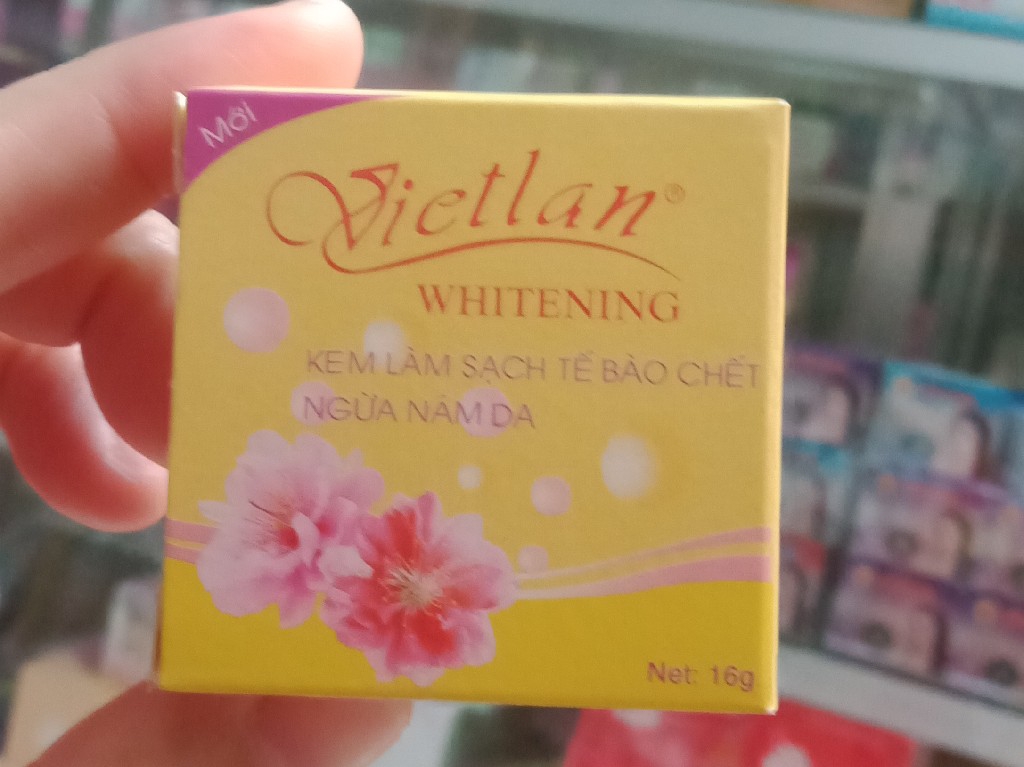 Mới
Vietlan®
WHITENING
KEM LÀM SẠCH TẾ BÀO CHẾT
NGỪA NÁM DA
Net: 16g